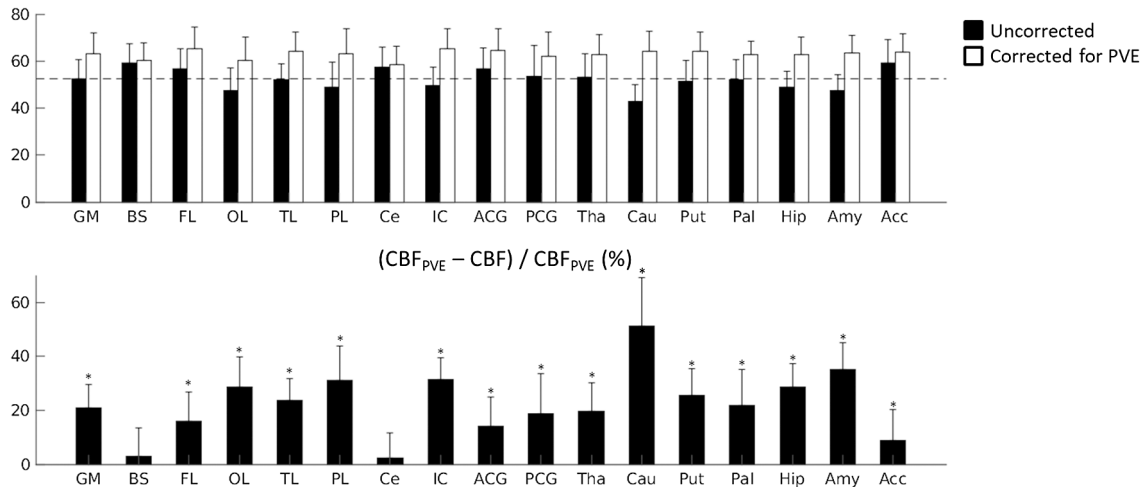 80
60
40
20
0
Uncorrected
Corrected for PVE
GM BS FL OL TL PL Ce IC ACG PCG Tha Cau Put Pal Hip Amy Acc
(CBFPVE – CBF) / CBFPVE (%)
60
40
20
0
* * * * * * * * * * * * * * *
GM BS FL OL TL PL Ce IC ACG PCG Tha Cau Put Pal Hip Amy Acc